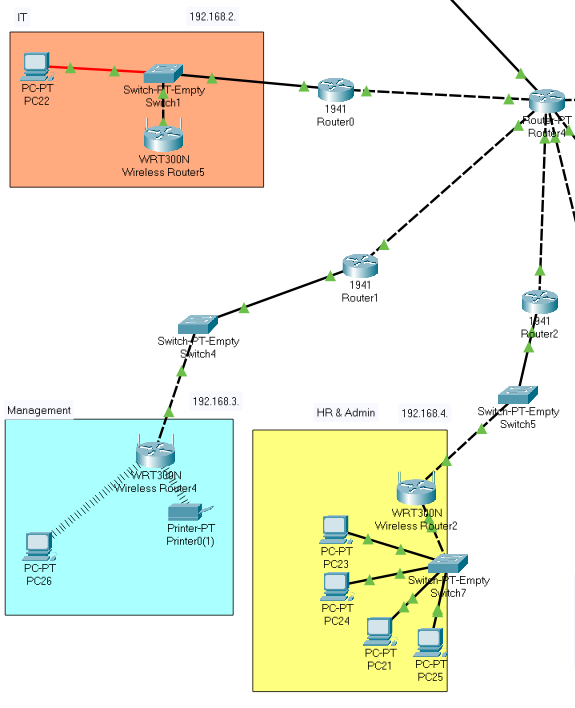 IT
192.168.2.
PC-PT
PC22
Switch-PT-Empty
Switch1
WRT300N
Wireless Router5
1941
Router0
Router-PT
Router4
1941
Router1
1941
Router2
Switch-PT-Empty
Switch4
Switch-PT-Empty
Switch5
Management
192.168.3.
WRT300N
Wireless Router4
Printer-PT
Printer0(1)
PC-PT
PC26
HR & Admin
192.168.4.
WRT300N
Wireless Router2
PC-PT
PC23
Switch-PT-Empty
Switch7
PC-PT
PC24
PC-PT
PC21
PC-PT
PC25